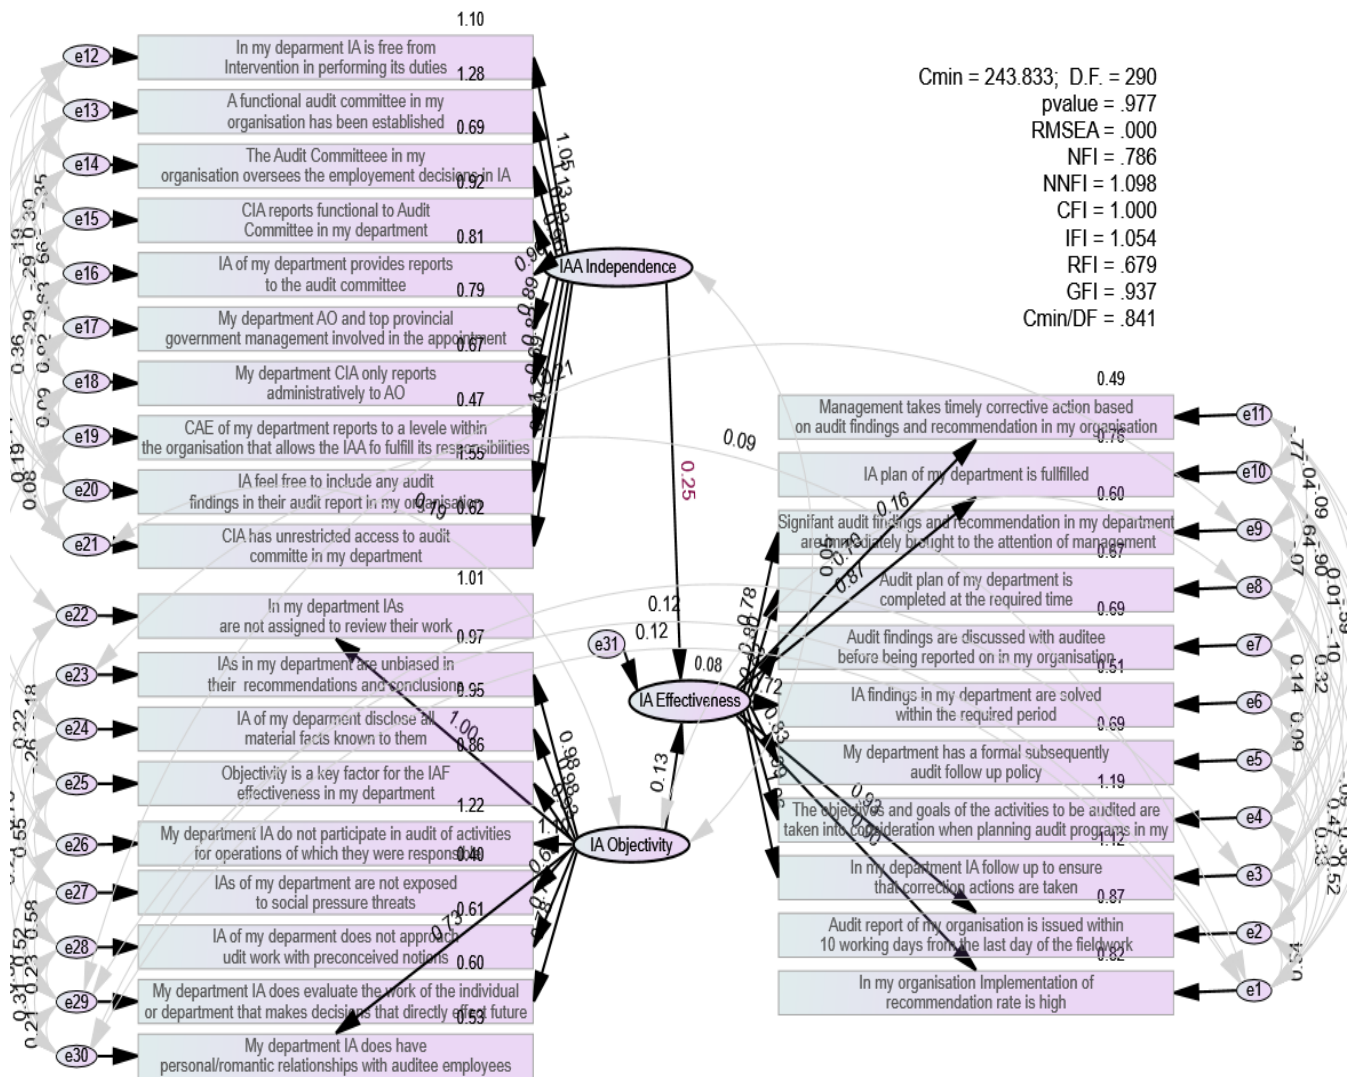 1.10
e12
In my deparment IA is free from
Intervention in performing its duties
1.28
e13
A functional audit committee in my
organisation has been established
0.69
e14
The Audit Committeee in my
organisation oversees the employement decisions in IA
0.92
e15
CIA reports functional to Audit
Committee in my department
0.81
e16
IA of my department provides reports
to the audit committee
0.79
e17
My department AO and top provincial
government management involved in the appointment
0.67
e18
My department CIA only reports
administratively to AO
0.47
e19
CAE of my department reports to a levele within
the organisation that allows the IAA fo fulfill its responsibilities
1.55
e20
IA feel free to include any audit
findings in their audit report in my organisation
0.62
e21
CIA has unrestricted access to audit
committe in my department
1.01
e22
In my department IAs
are not assigned to review their work
0.97
e23
IAs in my department are unbiased in
their recommendations and conclusions
0.95
e24
IA of my deparment disclose all
material facts known to them
0.86
e25
Objectivity is a key factor for the IAF
effectiveness in my department
1.22
e26
My department IA do not participate in audit of activities
for operations of which they were responsible
0.40
e27
IAs of my department are not exposed
to social pressure threats
0.61
e28
IA of my deparment does not approach
udit work with preconceived notions
0.60
e29
My department IA does evaluate the work of the individual
or department that makes decisions that directly effect future
0.53
e30
My department IA does have
personal/romantic relationships with auditee employees
IAA Independence
1.05
0.25
0.09
0.12
0.12
e31
0.08
IA Effectiveness
0.13
IA Objectivity
1.00
0.98
0.73
Cmin = 243.833; D.F. = 290
pvalue = .977
RMSEA = .000
NFI = .786
NNFI = 1.098
CFI = 1.000
IFI = 1.054
RFI = .679
GFI = .937
Cmin/DF = .841
0.49
Management takes timely corrective action based
on audit findings and recommendation in my organisation
e11
0.76
IA plan of my department is fullfilled
e10
0.60
Signifant audit findings and recommendation in my department
are immediately brought to the attention of management
e9
0.67
Audit plan of my department is
completed at the required time
e8
0.69
Audit findings are discussed with auditee
before being reported on in my organisation
e7
0.51
IA findings in my department are solved
within the required period
e6
0.69
My department has a formal subsequently
audit follow up policy
e5
1.19
The objectives and goals of the activities to be audited are
taken into consideration when planning audit programs in my
e4
1.12
In my department IA follow up to ensure
that correction actions are taken
e3
0.87
Audit report of my organisation is issued within
10 working days from the last day of the fieldwork
e2
0.82
In my organisation Implementation of
recommendation rate is high
e1
0.16
0.87
0.78
0.14
0.09
0.32